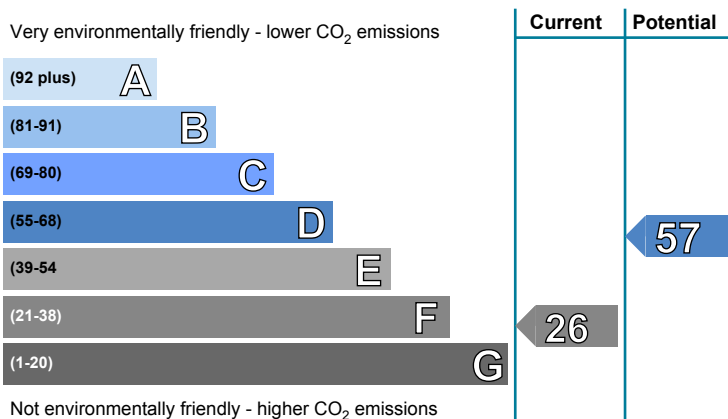 Current Potential
Very environmentally friendly - lower CO2 emissions
(92 plus) A
(81-91) B
(69-80) C
(55-68) D
57
(39-54 E
(21-38) F
26
(1-20) G
Not environmentally friendly - higher CO2 emissions